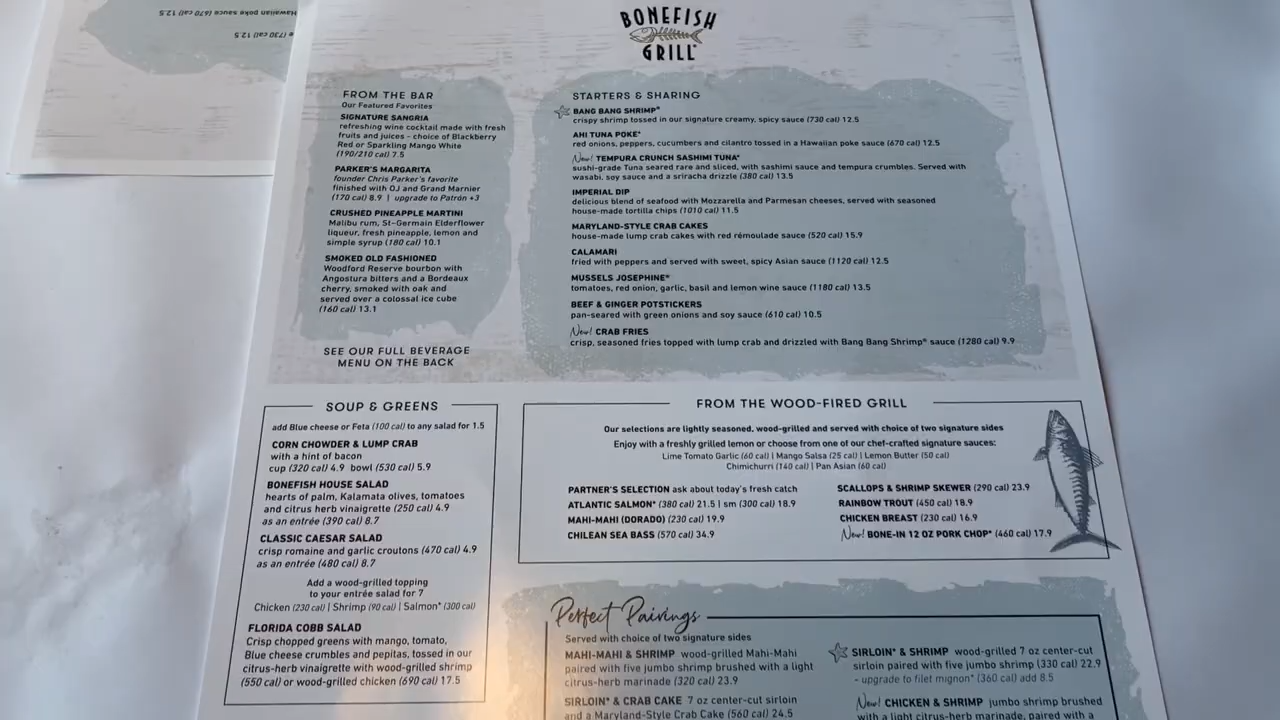 Hawaiian poke sauce (670 cal) 12.5
(730 cal) 12.5
BONEFISH
GRILL
FROM THE BAR
Our Featured Favorites
SIGNATURE SANGRIA
refreshing wine cocktail made with fresh
fruits and juices - choice of Blackberry
Red or Sparkling Mango White
(190/210 cal) 7.5
PARKER'S MARGARITA
founder Chris Parker's favorite
finished with OJ and Grand Marnier
(170 cal) 8.9 | upgrade to Patrón +3
CRUSHED PINEAPPLE MARTINI
Malibu rum, St-Germain Elderflower
liqueur, fresh pineapple, lemon and
simple syrup (180 cal) 10.1
SMOKED OLD FASHIONED
Woodford Reserve bourbon with
Angostura bitters and a Bordeaux
cherry, smoked with oak and
served over a colossal ice cube
(160 cal) 13.1
SEE OUR FULL BEVERAGE
MENU ON THE BACK
STARTERS & SHARING
BANG BANG SHRIMP®
crispy shrimp tossed in our signature creamy, spicy sauce (730 cal) 12.5
AHI TUNA POKE*
red onions, peppers, cucumbers and cilantro tossed in a Hawaiian poke sauce (670 cal) 12.5
New! TEMPURA CRUNCH SASHIMI TUNA*
sushi-grade Tuna seared rare and sliced, with sashimi sauce and tempura crumbles. Served with
wasabi, soy sauce and a sriracha drizzle (380 cal) 13.5
IMPERIAL DIP
delicious blend of seafood with Mozzarella and Parmesan cheeses, served with seasoned
house-made tortilla chips (1010 cal) 11.5
MARYLAND-STYLE CRAB CAKES
house-made lump crab cakes with red rémoulade sauce (520 cal) 15.9
CALAMARI
fried with peppers and served with sweet, spicy Asian sauce (1120 cal) 12.5
MUSSELS JOSEPHINE*
tomatoes, red onion, garlic, basil and lemon wine sauce (1180 cal) 13.5
BEEF & GINGER POTSTICKERS
pan-seared with green onions and soy sauce (610 cal) 10.5
New! CRAB FRIES
crisp, seasoned fries topped with lump crab and drizzled with Bang Bang Shrimp® sauce (1280 cal) 9.9
SOUP & GREENS
add Blue cheese or Feta (100 cal) to any salad for 1.5
CORN CHOWDER & LUMP CRAB
with a hint of bacon
cup (320 cal) 4.9 bowl (530 cal) 5.9
BONEFISH HOUSE SALAD
hearts of palm, Kalamata olives, tomatoes
and citrus herb vinaigrette (250 cal) 4.9
as an entrée (390 cal) 8.7
CLASSIC CAESAR SALAD
crisp romaine and garlic croutons (470 cal) 4.9
as an entrée (480 cal) 8.7
Add a wood-grilled topping
to your entrée salad for 7
Chicken (230 cal) | Shrimp (90 cal) | Salmon* (300 cal)
FLORIDA COBB SALAD
Crisp chopped greens with mango, tomato,
Blue cheese crumbles and pepitas, tossed in our
citrus-herb vinaigrette with wood-grilled shrimp
(550 cal) or wood-grilled chicken (690 cal) 17.5
FROM THE WOOD-FIRED GRILL
Our selections are lightly seasoned, wood-grilled and served with choice of two signature sides
Enjoy with a freshly grilled lemon or choose from one of our chef-crafted signature sauces:
Lime Tomato Garlic (60 cal) | Mango Salsa (25 cal) | Lemon Butter (50 cal)
Chimichurri (140 cal) | Pan Asian (60 cal)
PARTNER'S SELECTION ask about today's fresh catch
ATLANTIC SALMON* (380 cal) 21.5 | sm (300 cal) 18.9
MAHI-MAHI (DORADO) (230 cal) 19.9
CHILEAN SEA BASS (570 cal) 34.9
SCALLOPS & SHRIMP SKEWER (290 cal) 23.9
RAINBOW TROUT (450 cal) 18.9
CHICKEN BREAST (230 cal) 16.9
New! BONE-IN 12 OZ PORK CHOP* (460 cal) 17.9
Perfect Pairings
Served with choice of two signature sides
MAHI-MAHI & SHRIMP wood-grilled Mahi-Mahi
paired with five jumbo shrimp brushed with a light
citrus-herb marinade (320 cal) 23.9
SIRLOIN* & CRAB CAKE 7 oz center-cut sirloin
and a Maryland-Style Crab Cake (560 cal) 24.5
SIRLOIN* & SHRIMP wood-grilled 7 oz center-cut
sirloin paired with five jumbo shrimp (330 cal) 22.9
- upgrade to filet mignon* (360 cal) add 8.5
New! CHICKEN & SHRIMP jumbo shrimp brushed
with a light citrus-herb marinade, paired with a